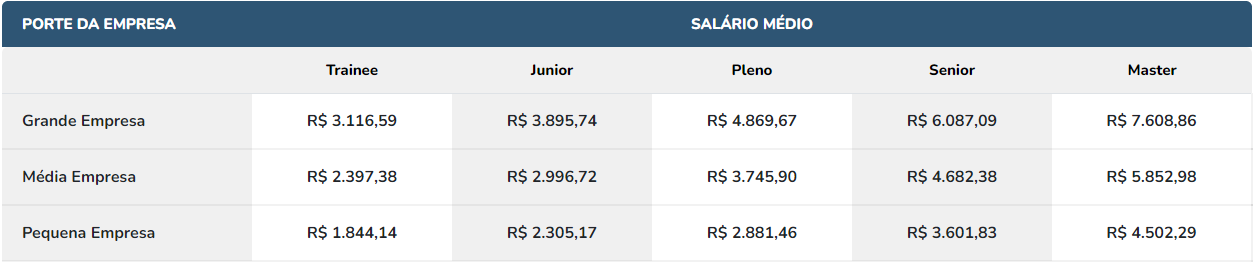 PORTE DA EMPRESA SALÁRIO MÉDIO
Trainee Junior Pleno Senior Master
Grande Empresa R$ 3.116,59 R$ 3.895,74 R$ 4.869,67 R$ 6.087,09 R$ 7.608,86
Média Empresa R$ 2.397,38 R$ 2.996,72 R$ 3.745,90 R$ 4.682,38 R$ 5.852,98
Pequena Empresa R$ 1.844,14 R$ 2.305,17 R$ 2.881,46 R$ 3.601,83 R$ 4.502,29